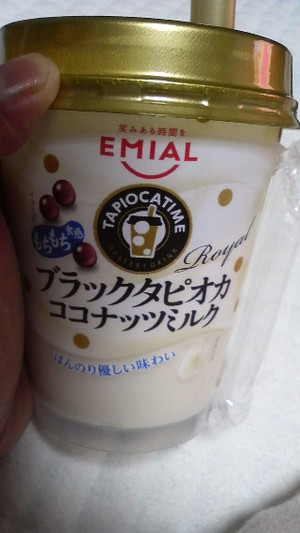 笑みある時間を
EMIAL
TAPIOCATIME
DESSERT DRINK
もちもち食感
Royal
ブラックタピオカ
ココナッツミルク
ほんのり優しい味わい